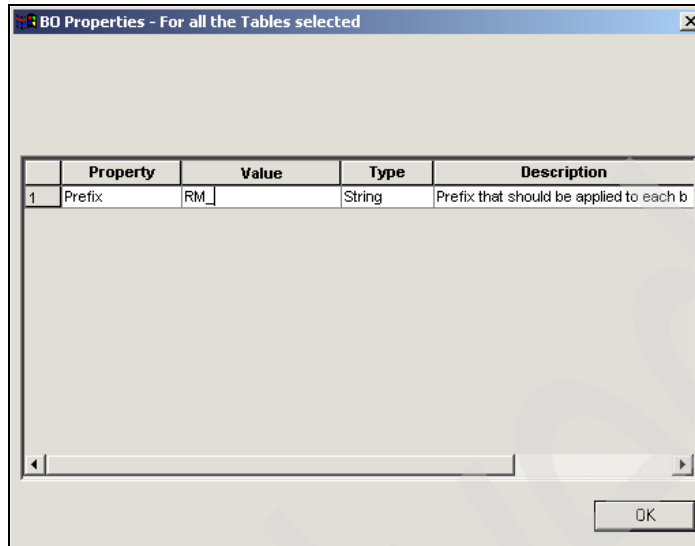 BO Properties - For all the Tables selected
Property Value Type Description
1 Prefix RM_ String Prefix that should be applied to each b
OK